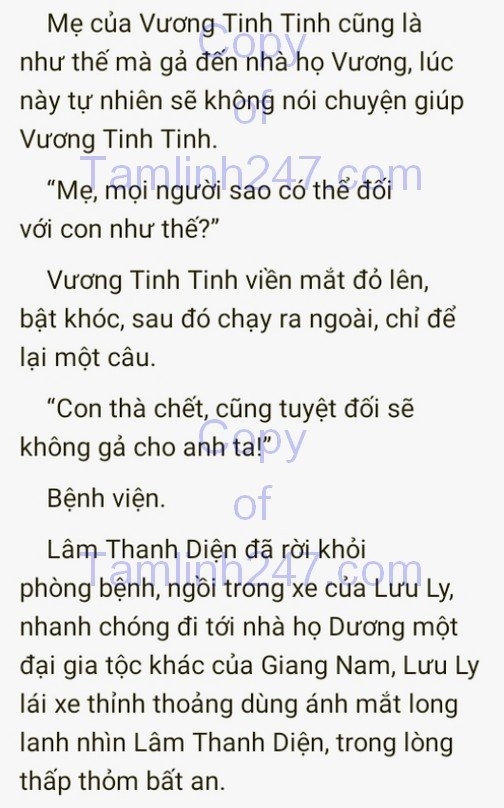 Mẹ của Vương Tinh Tinh cũng là
như thế mà gả đến nhà họ Vương, lúc
này tự nhiên sẽ không nói chuyện giúp
Vương Tinh Tinh.
“Mẹ, mọi người sao có thể đối
với con như thế?”
Vương Tinh Tinh viền mắt đỏ lên,
bật khóc, sau đó chạy ra ngoài, chỉ để
lại một câu.
“Con thà chết, cũng tuyệt đối sẽ
không gả cho anh ta!”
Bệnh viện.
Lâm Thanh Diện đã rời khỏi
phòng bệnh, ngồi trong xe của Lưu Ly,
nhanh chóng đi tới nhà họ Dương một
đại gia tộc khác của Giang Nam, Lưu Ly
lái xe thỉnh thoảng dùng ánh mắt long
lanh nhìn Lâm Thanh Diện, trong lòng
thấp thỏm bất an.
Copy
of
Tamlinh247.com
Copy
of
Tamlinh247.com